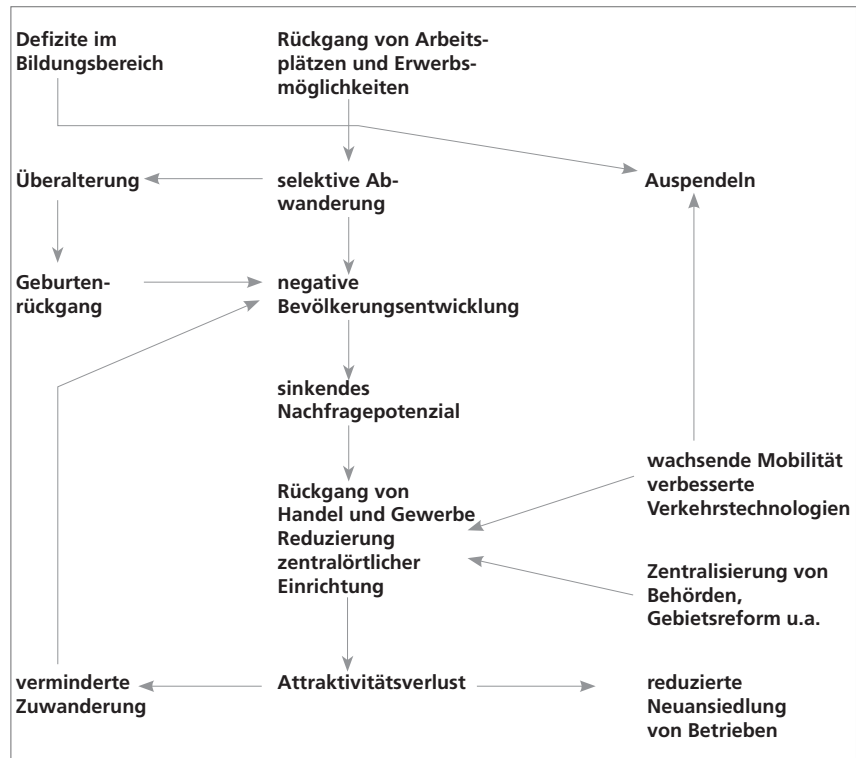 Defizite im
Bildungsbereich
Rückgang von Arbeits-
plätzen und Erwerbs-
möglichkeiten
Überalterung
selektive Ab-
wanderung
Auspendeln
Geburten-
rückgang
negative
Bevölkerungsentwicklung
sinkendes
Nachfragepotenzial
wachsende Mobilität
verbesserte
Verkehrstechnologien
Rückgang von
Handel und Gewerbe
Reduzierung
zentralörtlicher
Einrichtung
Zentralisierung von
Behörden,
Gebietsreform u.a.
verminderte
Zuwanderung
Attraktivitätsverlust
reduzierte
Neuansiedlung
von Betrieben